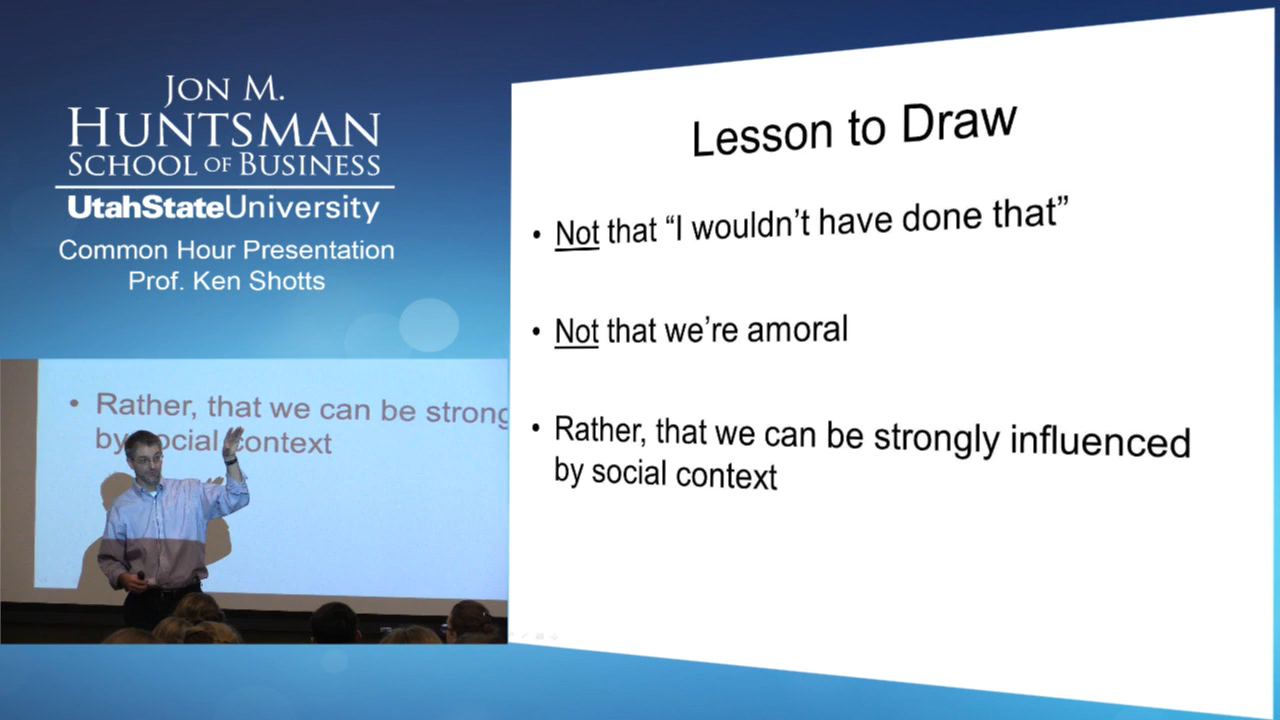 JON M.
HUNTSMAN
SCHOOL OF BUSINESS
UtahStateUniversity
Common Hour Presentation
Prof. Ken Shotts
Lesson to Draw
• Not that “I wouldn’t have done that”
• Not that we’re amoral
• Rather, that we can be strongly influenced
by social context
• Rather, that we can be strong
by social context